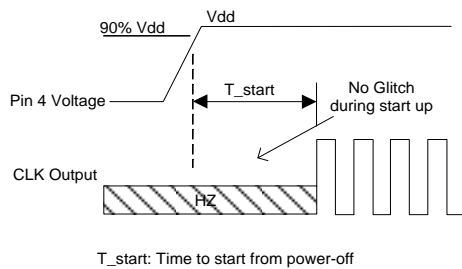 Vdd
90% Vdd
T_start
No Glitch
during start up
Pin 4 Voltage
CLK Output
HZ
T_start: Time to start from power-off